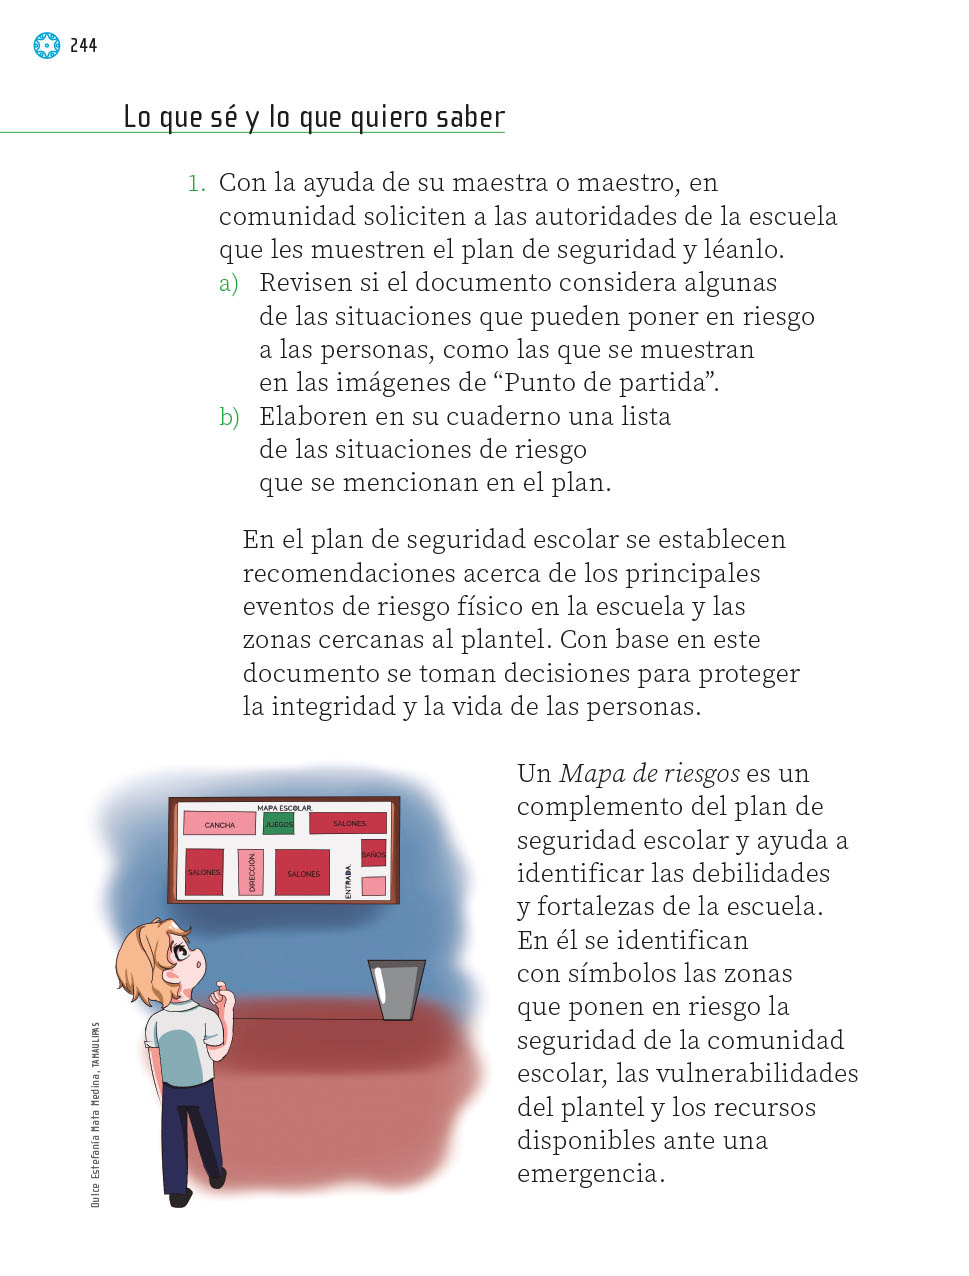 244
Lo que sé y lo que quiero saber
1. Con la ayuda de su maestra o maestro, en
comunidad soliciten a las autoridades de la escuela
que les muestren el plan de seguridad y léanlo.
a) Revisen si el documento considera algunas
de las situaciones que pueden poner en riesgo
a las personas, como las que se muestran
en las imágenes de “Punto de partida”.
b) Elaboren en su cuaderno una lista
de las situaciones de riesgo
que se mencionan en el plan.
En el plan de seguridad escolar se establecen
recomendaciones acerca de los principales
eventos de riesgo físico en la escuela y las
zonas cercanas al plantel. Con base en este
documento se toman decisiones para proteger
la integridad y la vida de las personas.
Un Mapa de riesgos es un
complemento del plan de
seguridad escolar y ayuda a
identificar las debilidades
y fortalezas de la escuela.
En él se identifican
con símbolos las zonas
que ponen en riesgo la
seguridad de la comunidad
escolar, las vulnerabilidades
del plantel y los recursos
disponibles ante una
emergencia.
MAPA ESCOLAR.
CANCHA
JUEGOS
SALONES.
SALONES.
DIRECCIÓN.
SALONES
ENTRADA.
BAÑOS
Dulce Estefanía Mata Medina, TAMAULIPAS